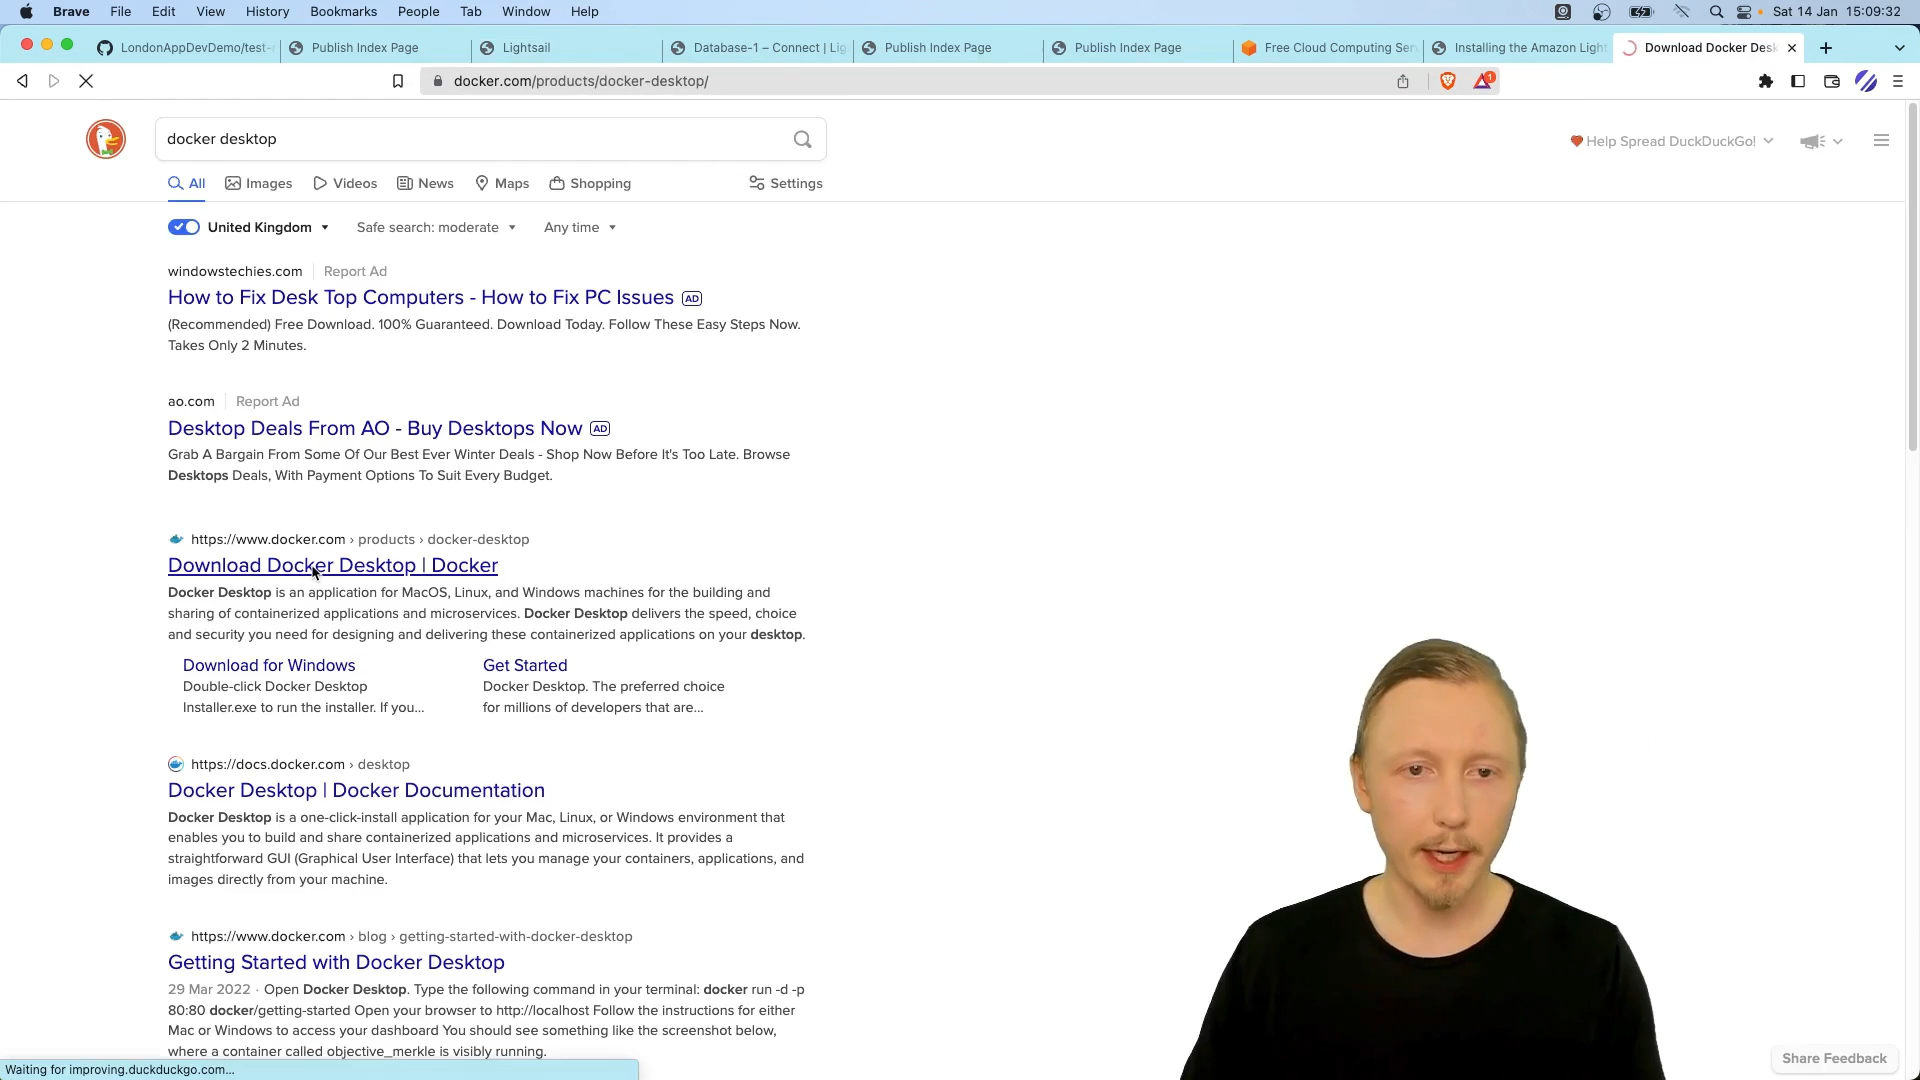 Brave File Edit View History Bookmarks People Tab Window Help Sat 14 Jan 15:09:32
LondonAppDevDemo/test- Publish Index Page Lightsail Database-1 – Connect | Lig Publish Index Page Publish Index Page Free Cloud Computing Ser Installing the Amazon Light Download Docker Desk
docker.com/products/docker-desktop/ 1
docker desktop
Help Spread DuckDuckGo!
All Images Videos News Maps Shopping Settings
United Kingdom Safe search: moderate Any time
windowstechies.com Report Ad
How to Fix Desk Top Computers - How to Fix PC Issues AD
(Recommended) Free Download. 100% Guaranteed. Download Today. Follow These Easy Steps Now.
Takes Only 2 Minutes.
ao.com Report Ad
Desktop Deals From AO - Buy Desktops Now AD
Grab A Bargain From Some Of Our Best Ever Winter Deals - Shop Now Before It's Too Late. Browse
Desktops Deals, With Payment Options To Suit Every Budget.
https://www.docker.com › products › docker-desktop
Download Docker Desktop | Docker
Docker Desktop is an application for MacOS, Linux, and Windows machines for the building and
sharing of containerized applications and microservices. Docker Desktop delivers the speed, choice
and security you need for designing and delivering these containerized applications on your desktop.
Download for Windows
Double-click Docker Desktop
Installer.exe to run the installer. If you...
Get Started
Docker Desktop. The preferred choice
for millions of developers that are...
https://docs.docker.com › desktop
Docker Desktop | Docker Documentation
Docker Desktop is a one-click-install application for your Mac, Linux, or Windows environment that
enables you to build and share containerized applications and microservices. It provides a
straightforward GUI (Graphical User Interface) that lets you manage your containers, applications, and
images directly from your machine.
https://www.docker.com › blog › getting-started-with-docker-desktop
Getting Started with Docker Desktop
29 Mar 2022 · Open Docker Desktop. Type the following command in your terminal: docker run -d -p
80:80 docker/getting-started Open your browser to http://localhost Follow the instructions for either
Mac or Windows to access your dashboard You should see something like the screenshot below,
where a container called objective_merkle is visibly running.
Waiting for improving.duckduckgo.com...
Share Feedback